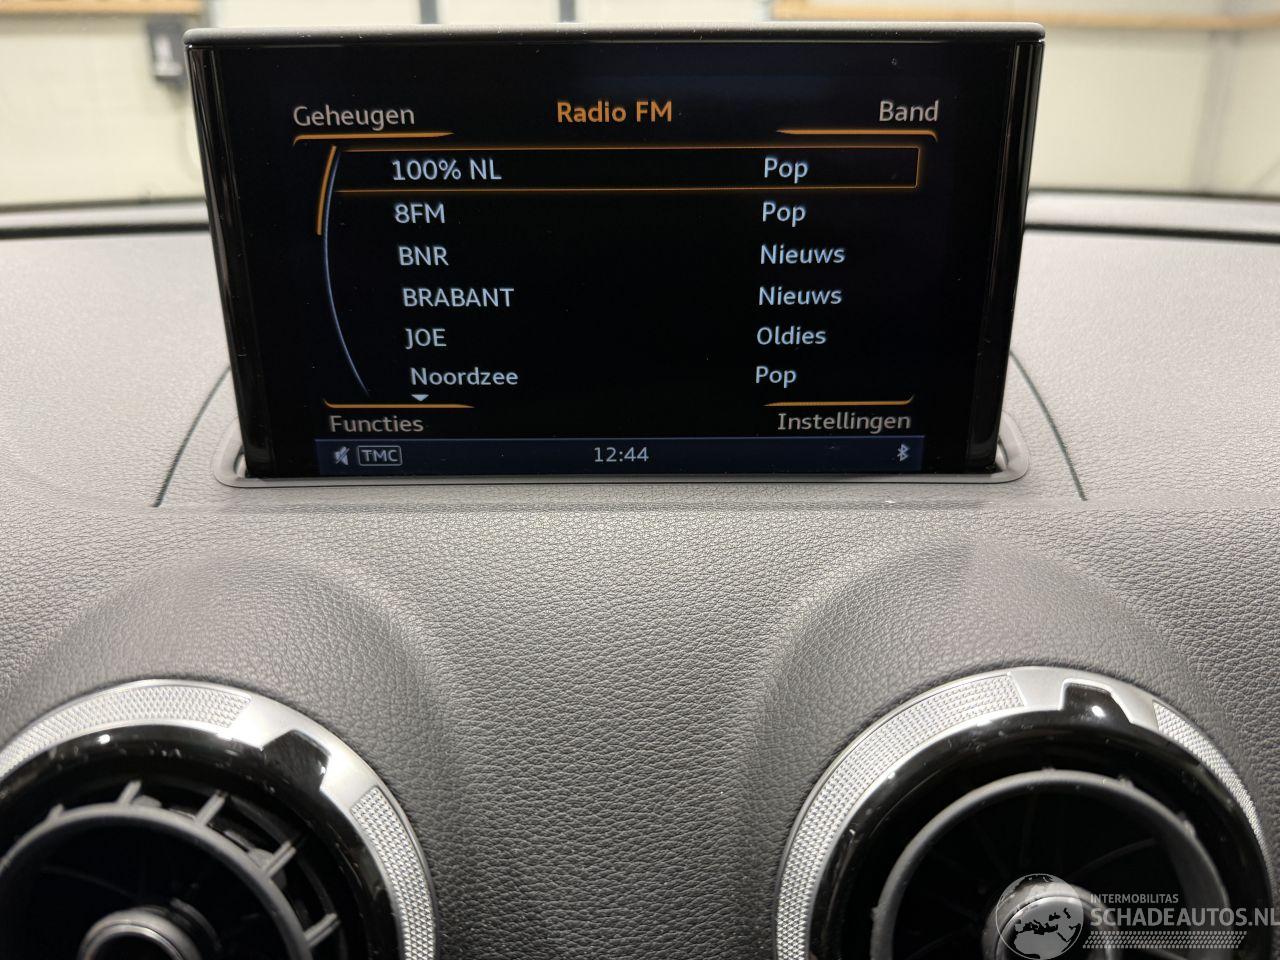 Geheugen Radio FM Band
100% NL Pop
8FM Pop
BNR Nieuws
BRABANT Nieuws
JOE Oldies
Noordzee Pop
Functies Instellingen
TMC 12:44
INTERMOBILITAS
SCHADEAUTOS.NL